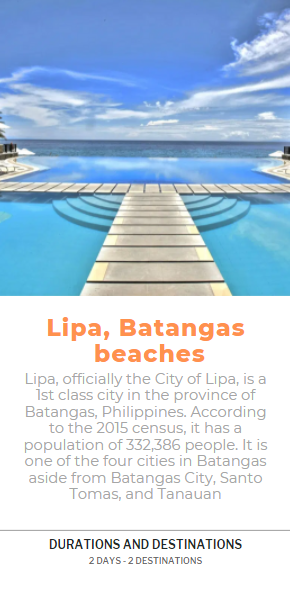 Lipa, Batangas
beaches
Lipa, officially the City of Lipa, is a
1st class city in the province of
Batangas, Philippines. According
to the 2015 census, it has a
population of 332,386 people. It is
one of the four cities in Batangas
aside from Batangas City, Santo
Tomas, and Tanauan
DURATIONS AND DESTINATIONS
2 DAYS - 2 DESTINATIONS